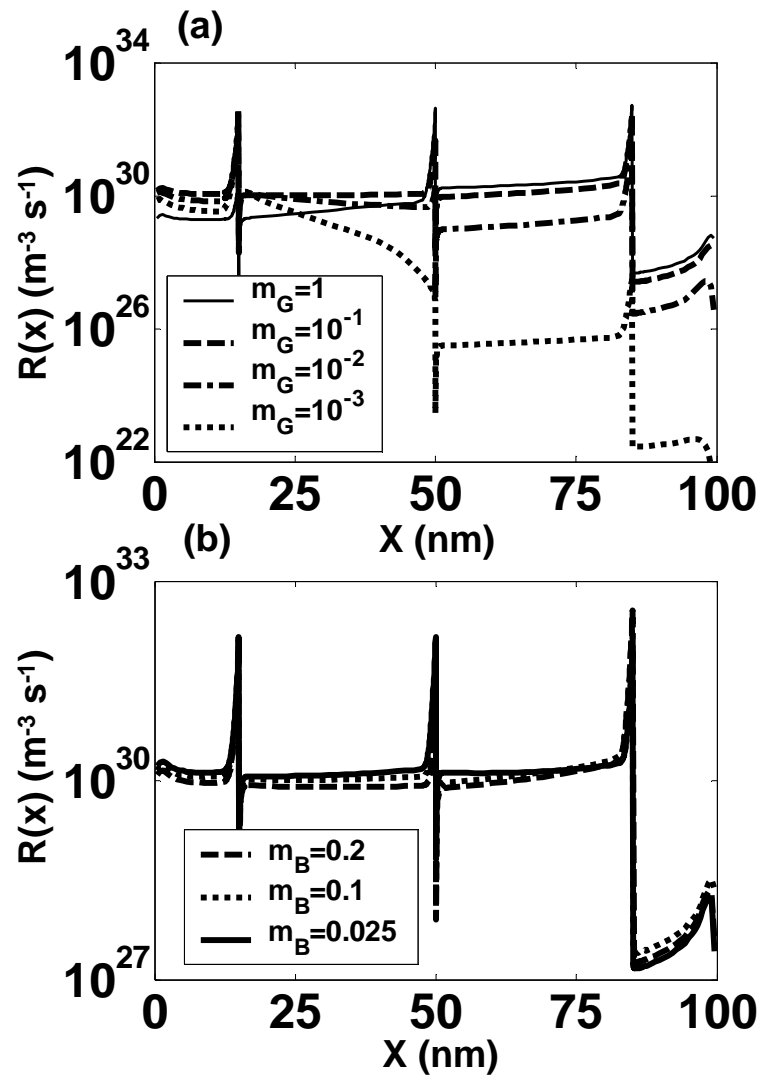 (a)
10^34
10^30
10^26
10^22
R(x) (m^-3 s^-1)
m_G=1
m_G=10^-1
m_G=10^-2
m_G=10^-3
0 25 50 75 100
X (nm)
(b)
10^33
10^30
10^27
R(x) (m^-3 s^-1)
m_B=0.2
m_B=0.1
m_B=0.025
0 25 50 75 100
X (nm)